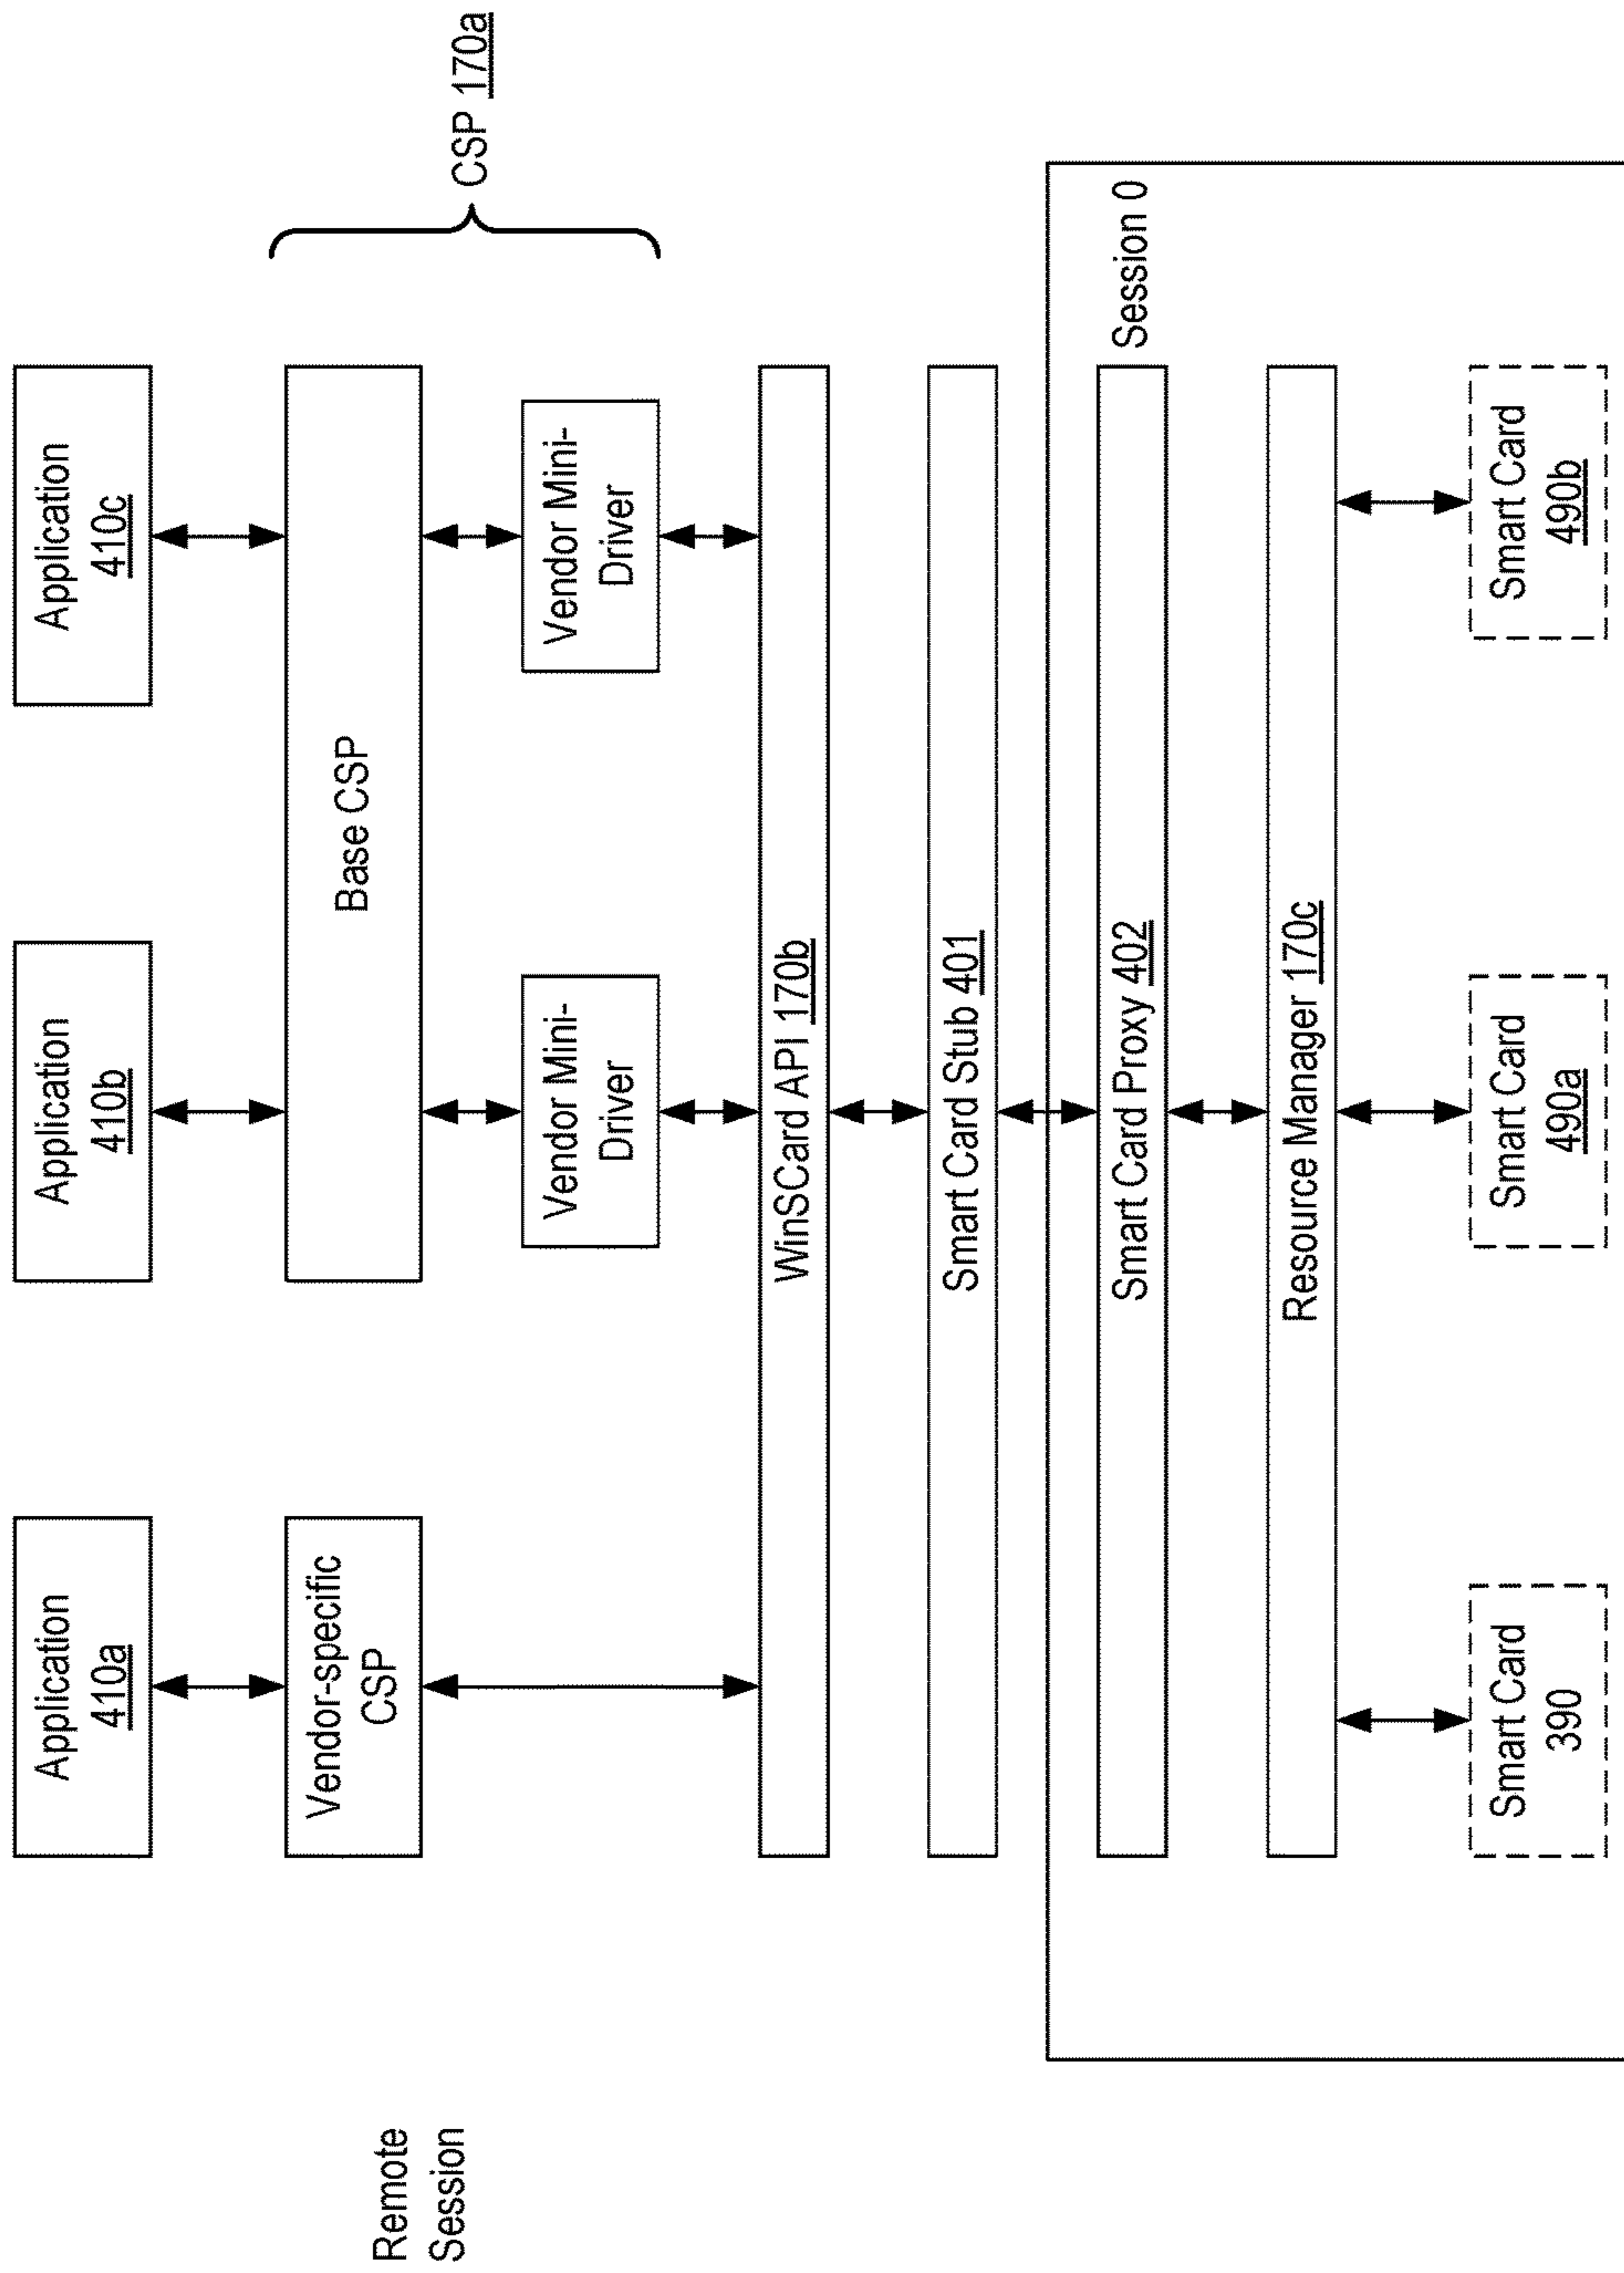 Application
410a
Application
410b
Application
410c
Vendor-specific
CSP
Base CSP
CSP 170a
Remote
Session
Vendor Mini-
Driver
Vendor Mini-
Driver
WinSCard API 170b
Smart Card Stub 401
Smart Card Proxy 402
Session 0
Resource Manager 170c
Smart Card
390
Smart Card
490a
Smart Card
490b